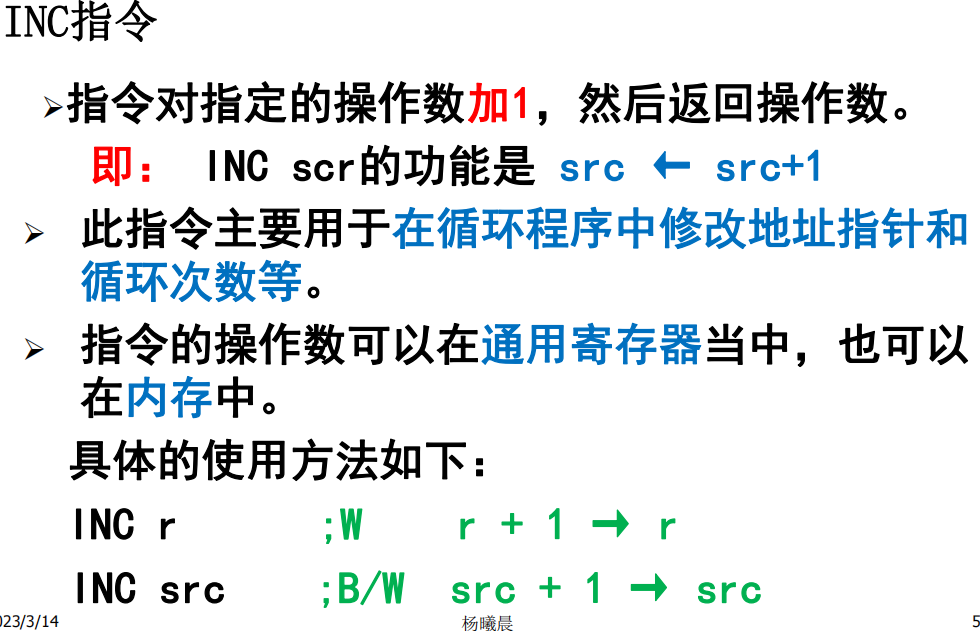 INC指令
➢指令对指定的操作数加1，然后返回操作数。
即： INC scr的功能是 src ← src+1
➢ 此指令主要用于在循环程序中修改地址指针和
循环次数等。
➢ 指令的操作数可以在通用寄存器当中，也可以
在内存中。
具体的使用方法如下：
INC r ;W r + 1 → r
INC src ;B/W src + 1 → src
023/3/14 杨曦晨 5